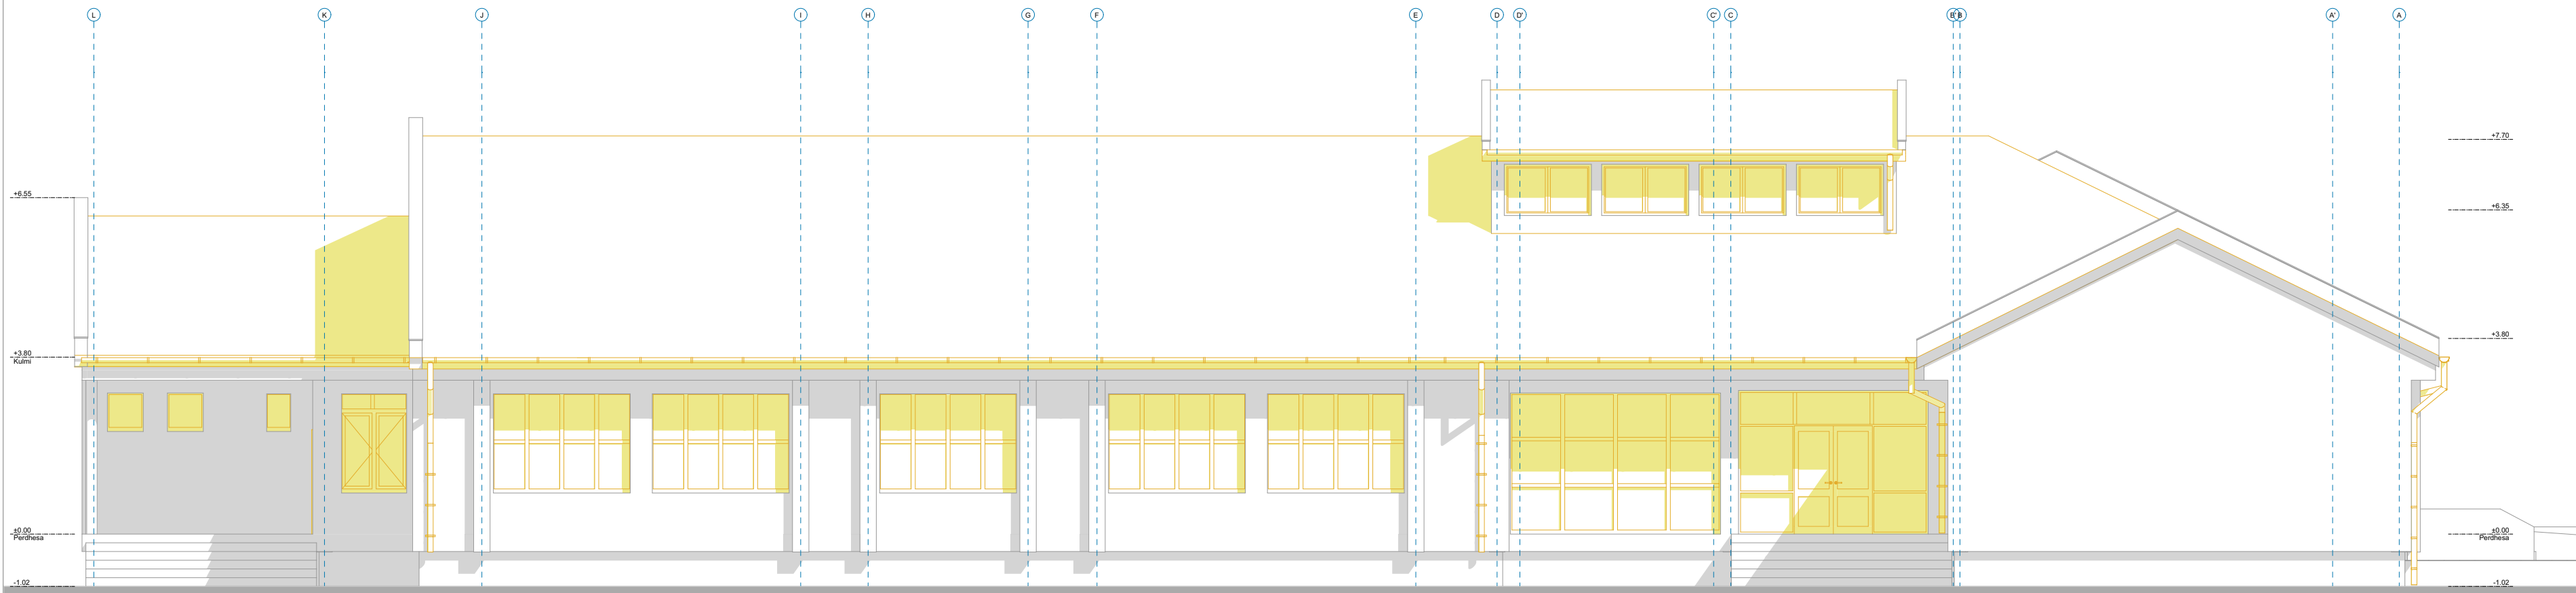 L K J I H G F E D D' C' C B' B A' A
+7.70
+6.55
+6.35
+3.80
Kulmi
+3.80
±0.00
Perdhesa
±0.00
Perdhesa
-1.02
-1.02